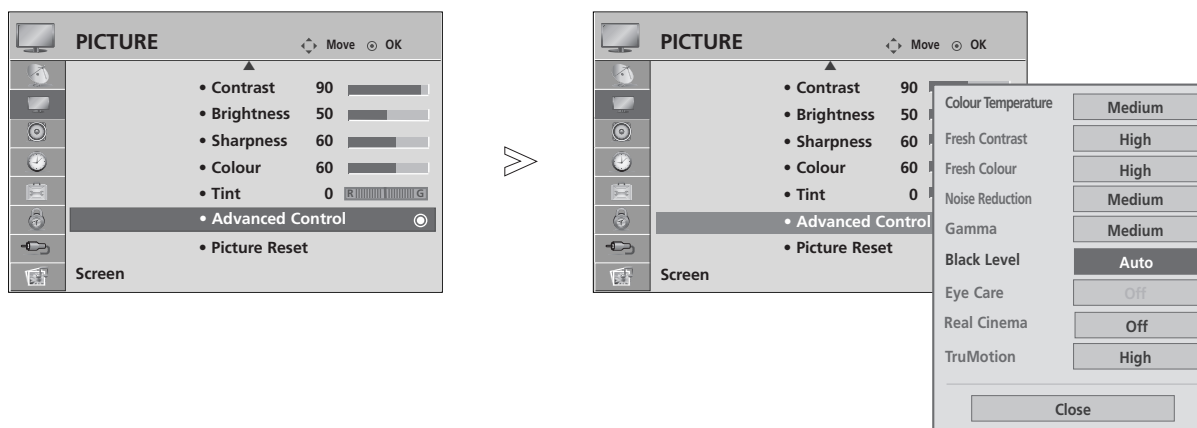 PICTURE Move OK
• Contrast 90
• Brightness 50
• Sharpness 60
• Colour 60
• Tint 0 R G
• Advanced Control
• Picture Reset
Screen
PICTURE Move OK
• Contrast 90
• Brightness 50
• Sharpness 60
• Colour 60
• Tint 0
• Advanced Control
• Picture Reset
Screen
Colour Temperature Medium
Fresh Contrast High
Fresh Colour High
Noise Reduction Medium
Gamma Medium
Black Level Auto
Eye Care Off
Real Cinema Off
TruMotion High
Close